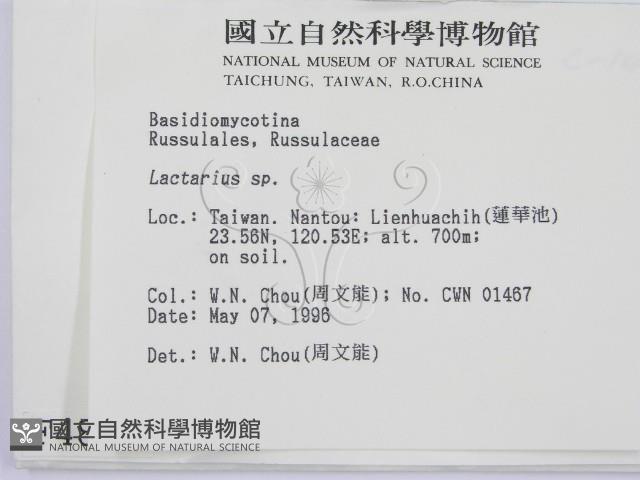 國立自然科學博物館
NATIONAL MUSEUM OF NATURAL SCIENCE
TAICHUNG, TAIWAN, R.O.CHINA
Basidiomycotina
Russulales, Russulaceae
Lactarius sp.
Loc.: Taiwan. Nantou: Lienhuachih(蓮華池)
23.56N, 120.53E; alt. 700m;
on soil.
Col.: W.N. Chou(周文能); No. CWN 01467
Date: May 07, 1996
Det.: W.N. Chou(周文能)
國立自然科學博物館
NATIONAL MUSEUM OF NATURAL SCIENCE